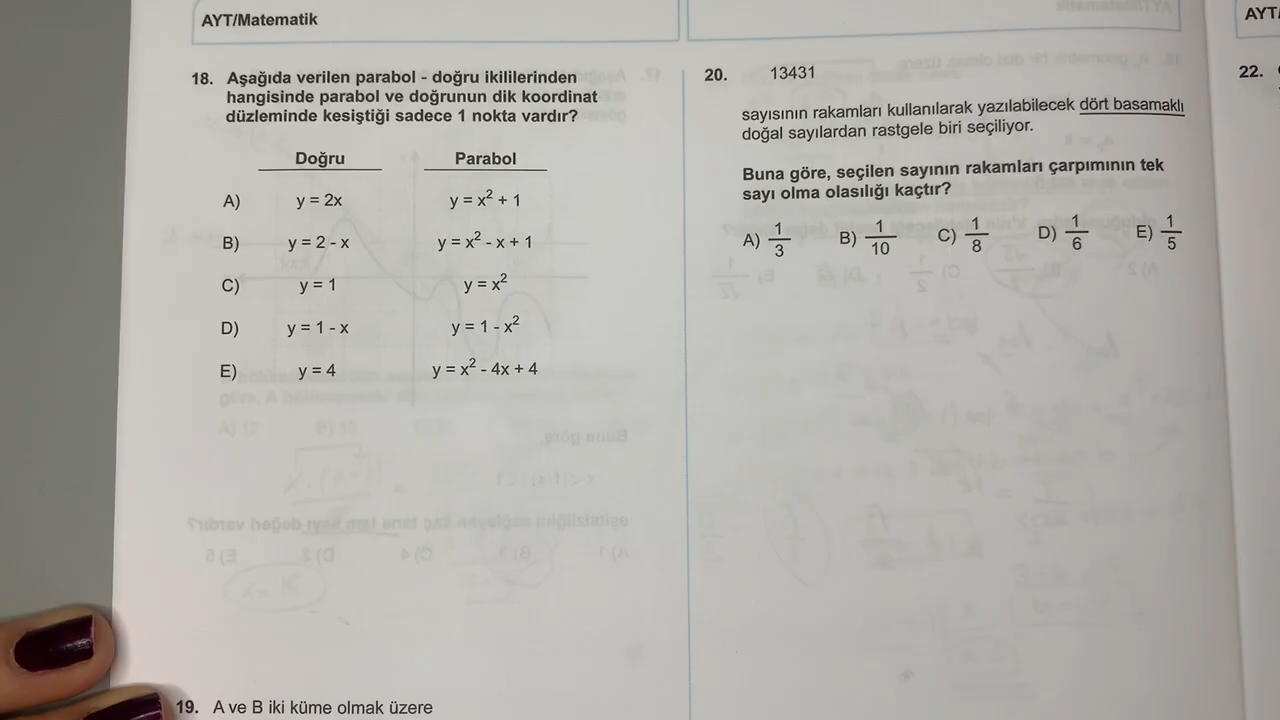 AYT/Matematik
18. Aşağıda verilen parabol - doğru ikililerinden
hangisinde parabol ve doğrunun dik koordinat
düzleminde kesiştiği sadece 1 nokta vardır?
Doğru Parabol
A) y = 2x y = x² + 1
B) y = 2 - x y = x² - x + 1
C) y = 1 y = x²
D) y = 1 - x y = 1 - x²
E) y = 4 y = x² - 4x + 4
19. A ve B iki küme olmak üzere
20. 13431
sayısının rakamları kullanılarak yazılabilecek dört basamaklı
doğal sayılardan rastgele biri seçiliyor.
Buna göre, seçilen sayının rakamları çarpımının tek
sayı olma olasılığı kaçtır?
A) 1/3 B) 1/10 C) 1/8 D) 1/6 E) 1/5
AYT/
22.